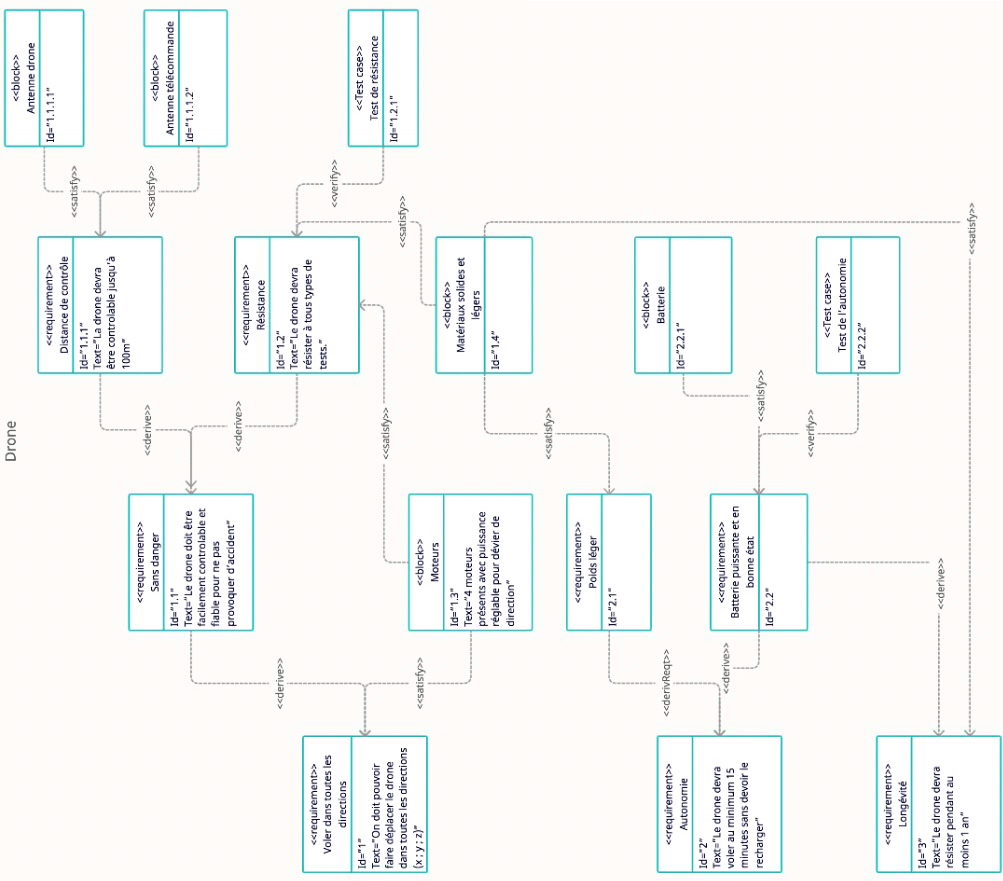 Drone
<<requirement>>
Voler dans toutes les
directions
Id="1"
Text="On doit pouvoir
faire déplacer le drone
dans toutes les directions
(x ; y ; z)"
<<requirement>>
Autonomie
Id="2"
Text="Le drone devra
voler au minimum 15
minutes sans devoir le
recharger"
<<requirement>>
Longévité
Id="3"
Text="Le drone devra
résister pendant au
moins 1 an"
<<derive>>
<<satisfy>>
<<derivReqt>>
<<derive>>
<<derive>>
<<satisfy>>
<<requirement>>
Sans danger
Id="1.1"
Text="Le drone doit être
facilement controlable et
fiable pour ne pas
provoquer d'accident"
<<block>>
Moteurs
Id="1.3"
Text="4 moteurs
présents avec puissance
réglable pour dévier de
direction"
<<requirement>>
Poids léger
Id="2.1"
<<requirement>>
Batterie puissante et en
bonne état
Id="2.2"
<<derive>>
<<derive>>
<<satisfy>>
<<satisfy>>
<<satisfy>>
<<verify>>
<<requirement>>
Distance de contrôle
Id="1.1.1"
Text="La drone devra
être controlable jusqu'à
100m"
<<requirement>>
Résistance
Id="1.2"
Text="Le drone devra
résister à tous types de
tests."
<<block>>
Matériaux solides et
légers
Id="1.4"
<<block>>
Batterie
Id="2.2.1"
<<Test case>>
Test de l'autonomie
Id="2.2.2"
<<satisfy>>
<<satisfy>>
<<verify>>
<<satisfy>>
<<block>>
Antenne drone
Id="1.1.1.1"
<<block>>
Antenne télécommande
Id="1.1.1.2"
<<Test case>>
Test de résistance
Id="1.2.1"